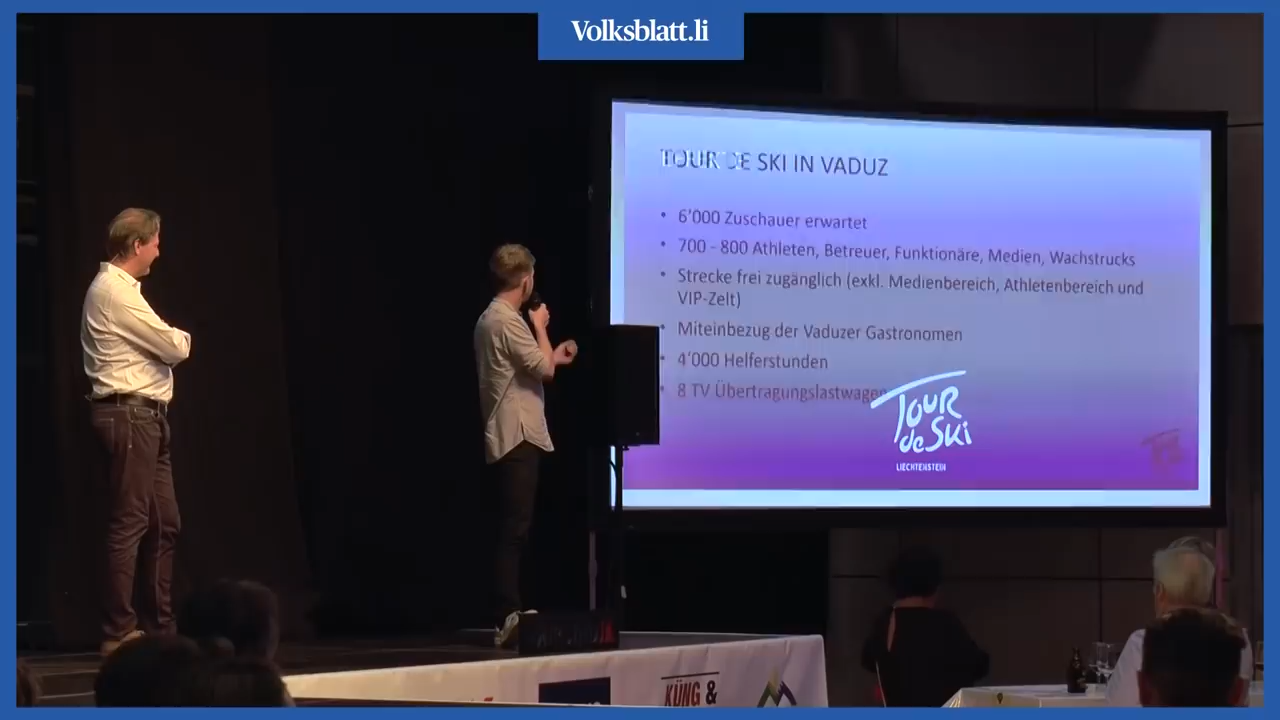 Volksblatt.li
TOUR DE SKI IN VADUZ
• 6'000 Zuschauer erwartet
• 700 - 800 Athleten, Betreuer, Funktionäre, Medien, Wachstrucks
• Strecke frei zugänglich (exkl. Medienbereich, Athletenbereich und
VIP-Zelt)
• Miteinbezug der Vaduzer Gastronomen
• 4'000 Helferstunden
• 8 TV Übertragungslastwagen
TOUR
de SKI
LIECHTENSTEIN
KÜNG &